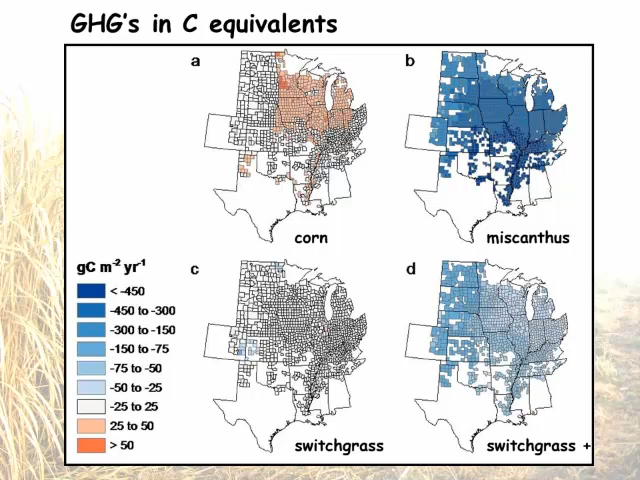 GHG's in C equivalents
a
b
corn
miscanthus
gC m⁻² yr⁻¹
< -450
-450 to -300
-300 to -150
-150 to -75
-75 to -50
-50 to -25
-25 to 25
25 to 50
> 50
c
d
switchgrass
switchgrass +